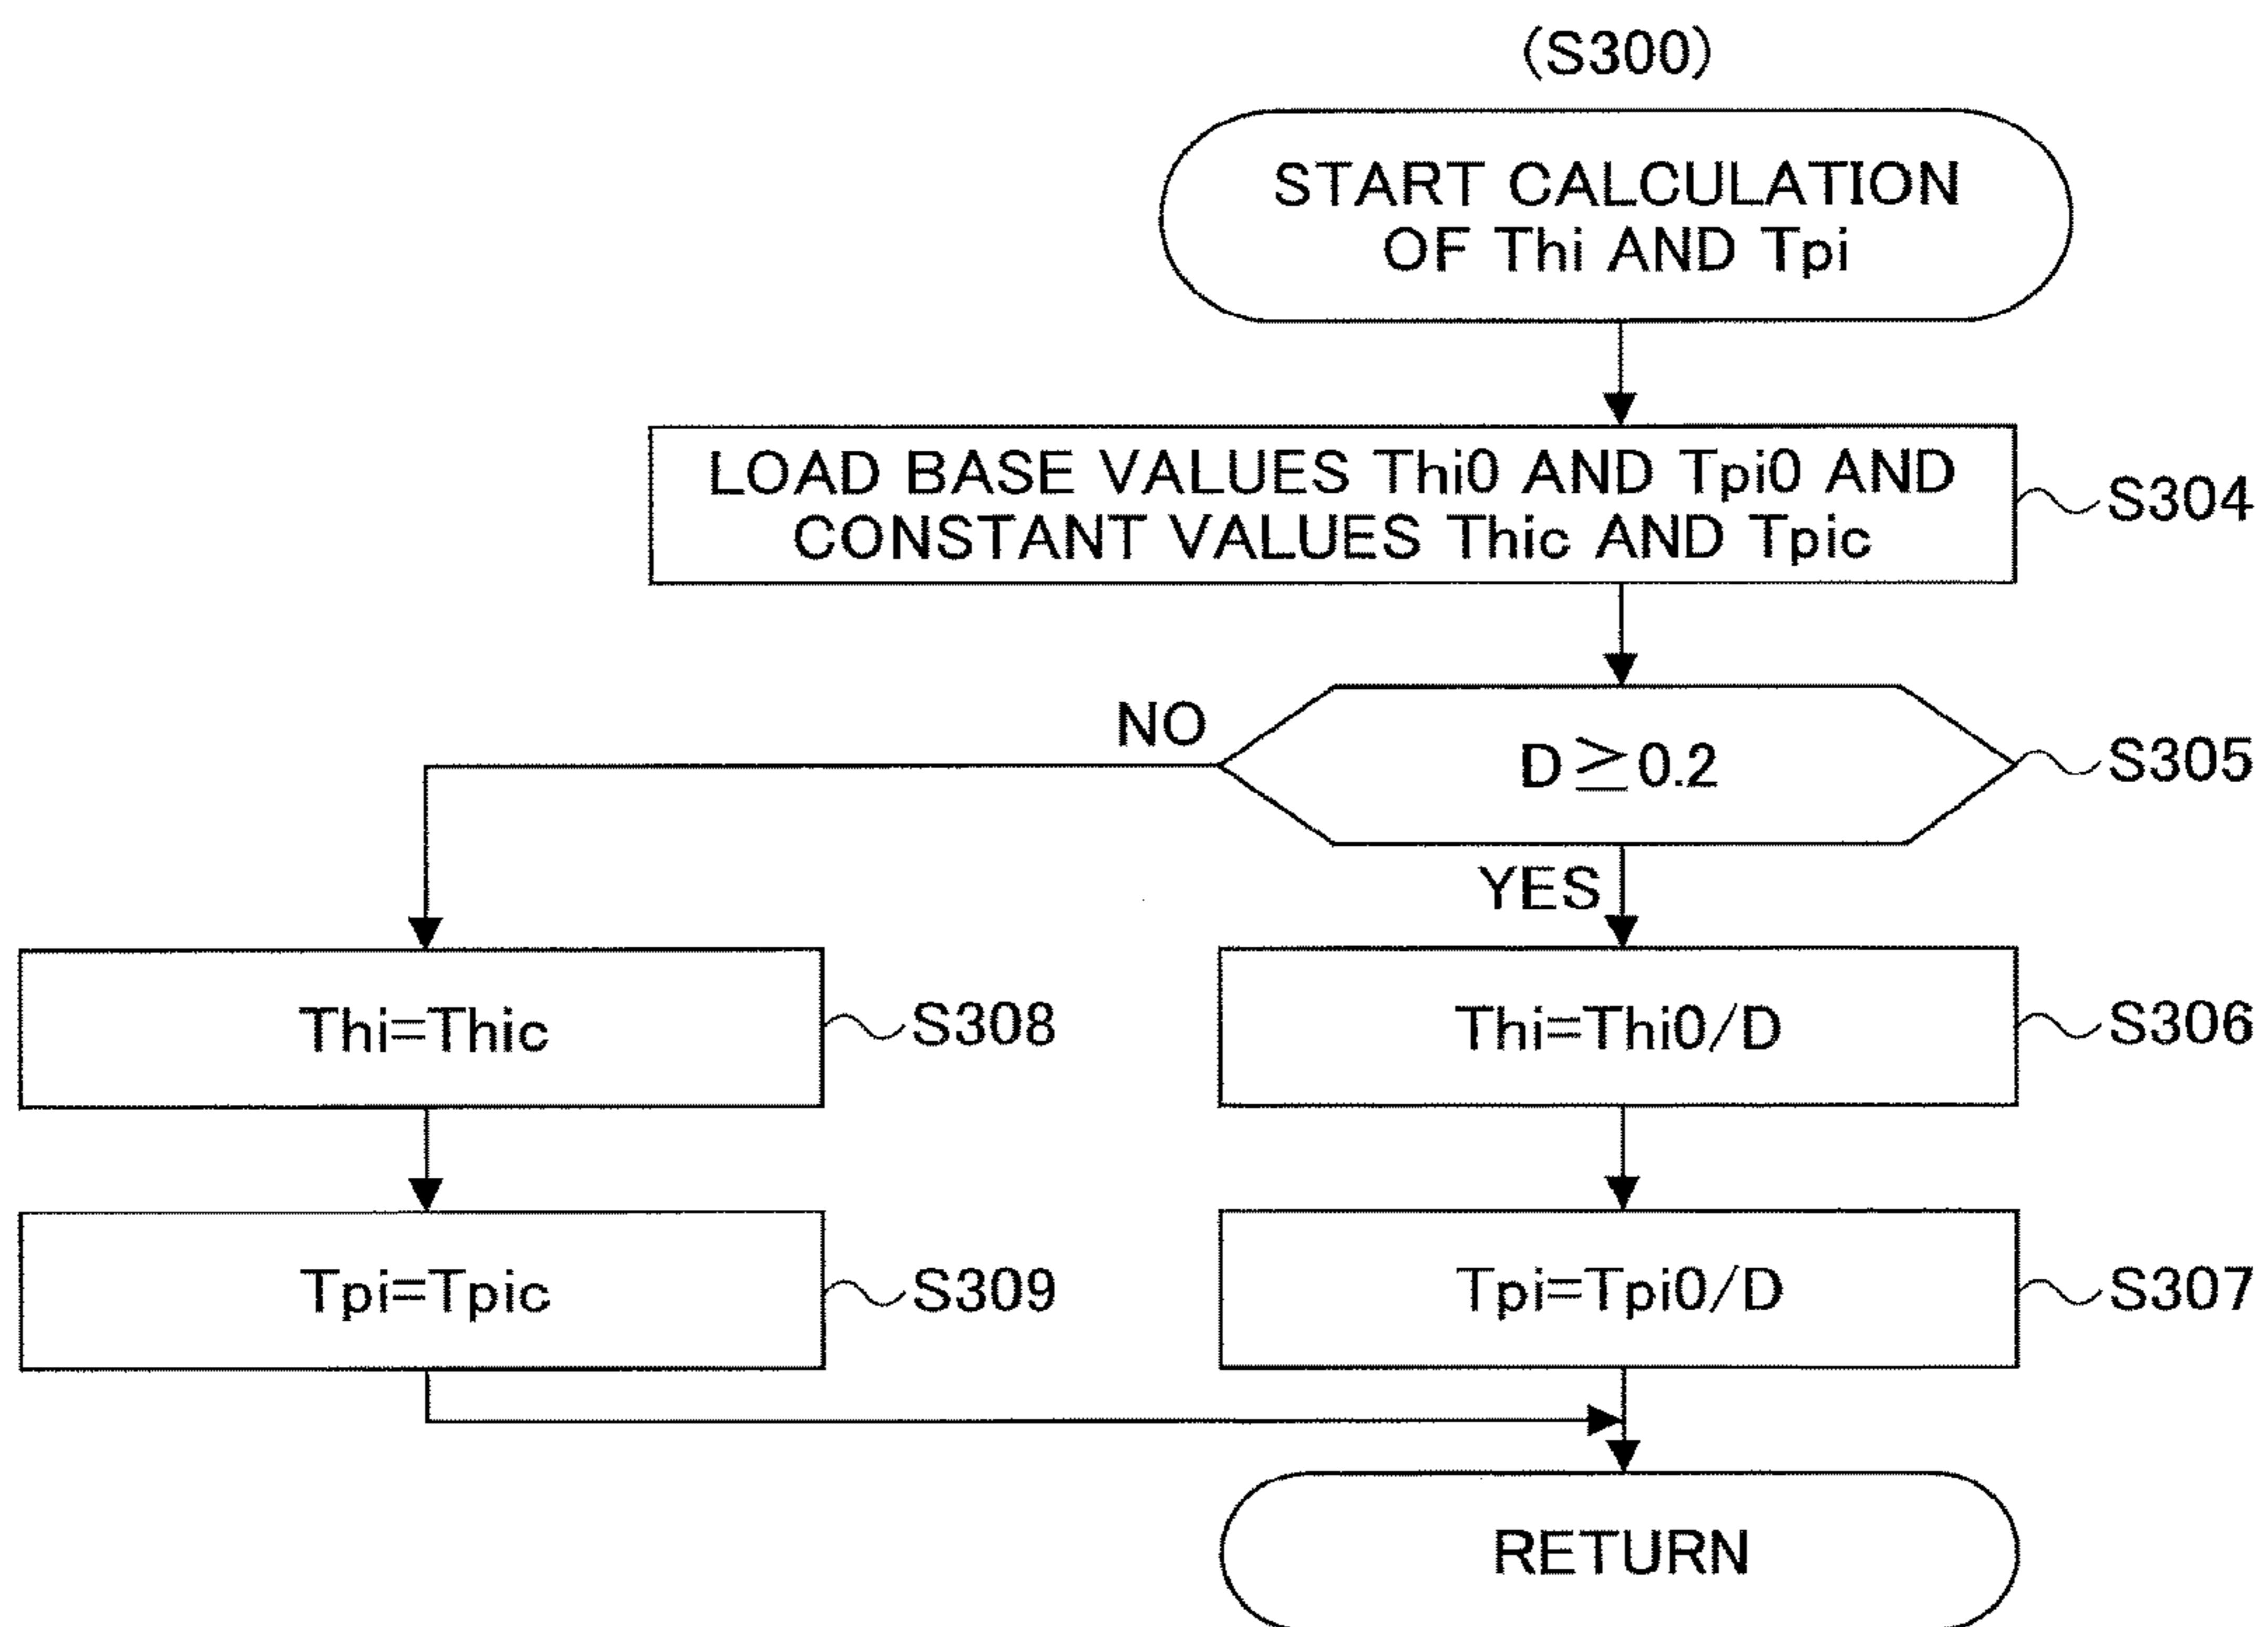 (S300)
START CALCULATION
OF Thi AND Tpi
LOAD BASE VALUES Thi0 AND Tpi0 AND
CONSTANT VALUES Thic AND Tpic
S304
D≧0.2
S305
NO
YES
Thi=Thic
S308
Thi=Thi0/D
S306
Tpi=Tpic
S309
Tpi=Tpi0/D
S307
RETURN